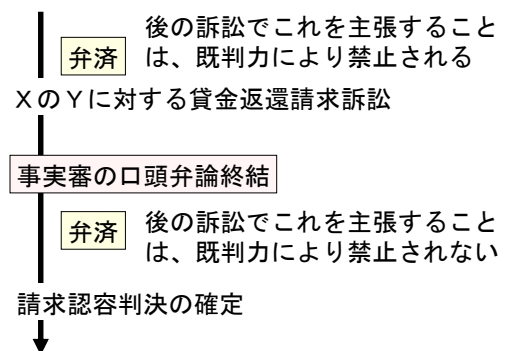 後の訴訟でこれを主張すること
弁済
は、既判力により禁止される
XのYに対する貸金返還請求訴訟
事実審の口頭弁論終結
後の訴訟でこれを主張すること
弁済
は、既判力により禁止されない
請求認容判決の確定